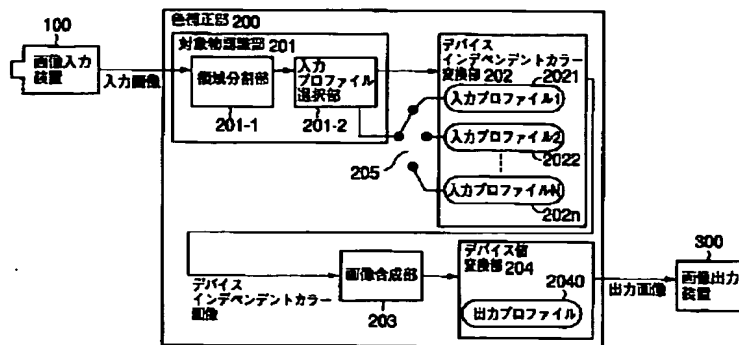 色補正部 200
100
画像入力
装置
入力画像
対象物認識部 201
領域分割部
201-1
入力
プロファイル
選択部
201-2
205
デバイス
インデペンデントカラー
変換部 202
2021
入力プロファイル1
入力プロファイル2
2022
入力プロファイルN
202n
デバイス
インデペンデントカラー
画像
画像合成部
203
デバイス値
変換部 204
2040
出力プロファイル
出力画像
300
画像出力
装置